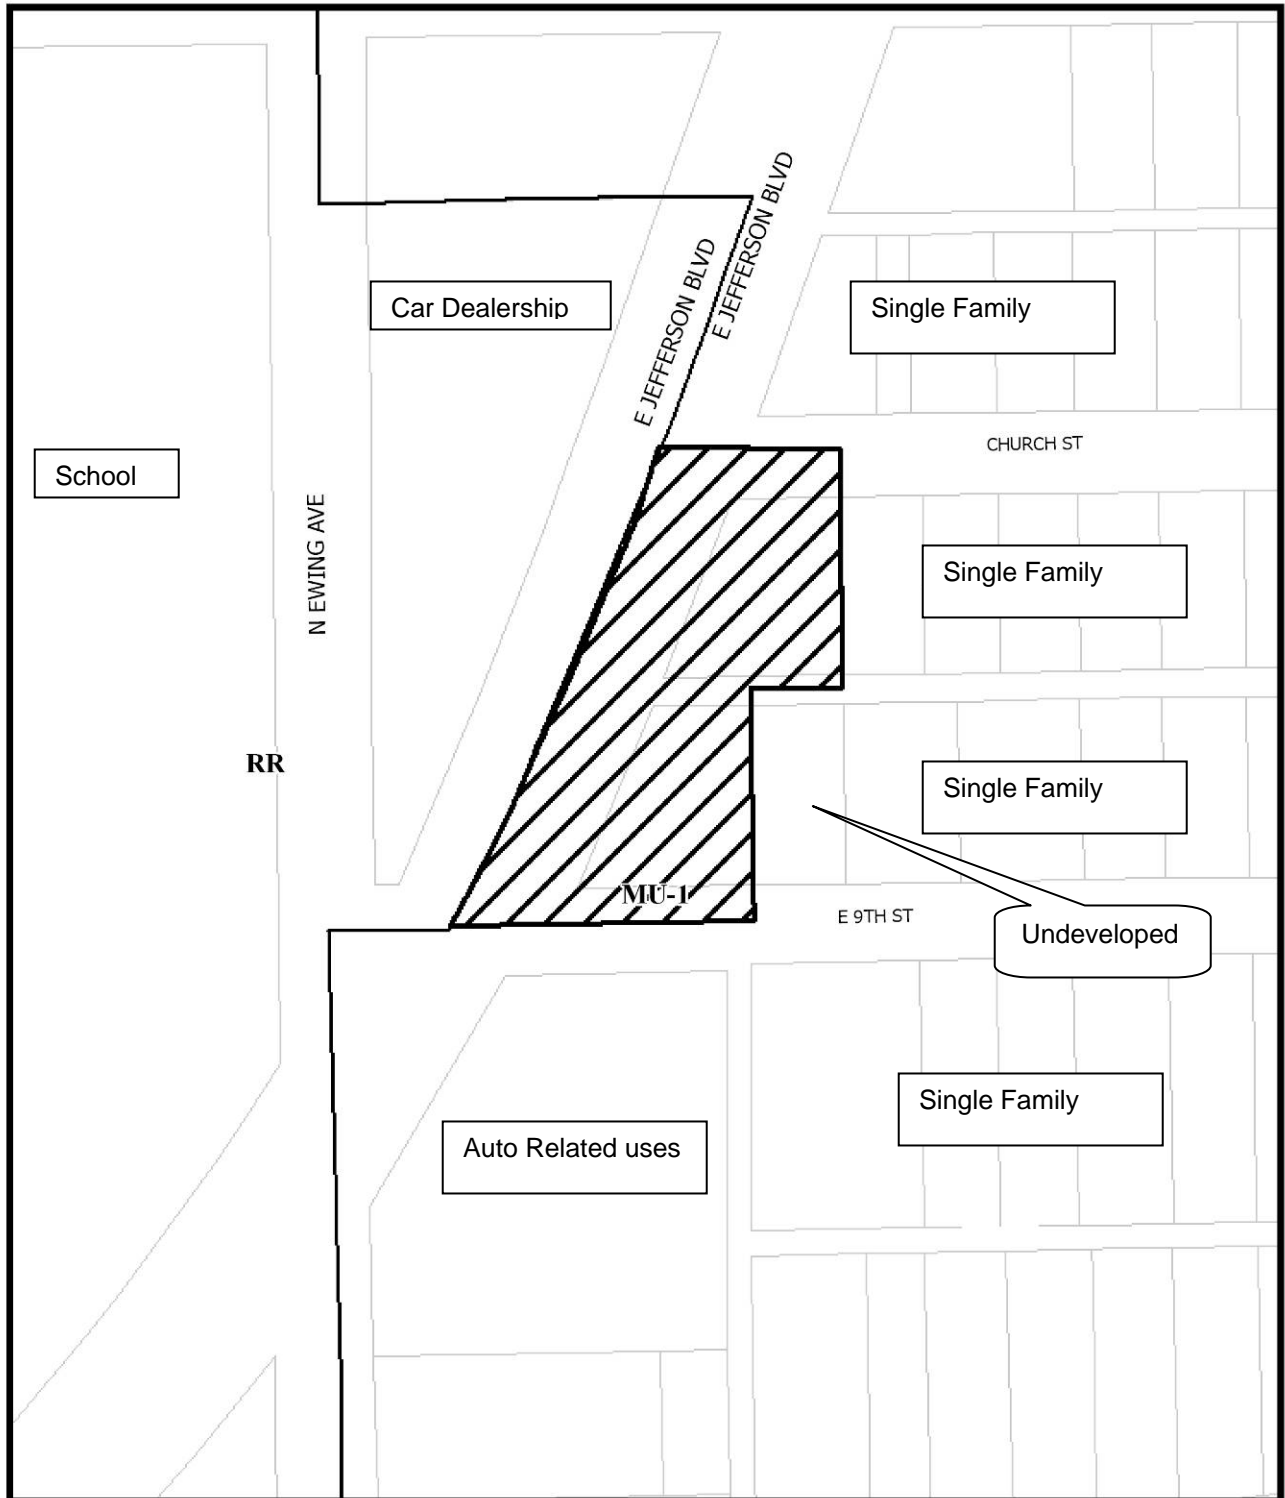 E JEFFERSON BLVD
E JEFFERSON BLVD
Car Dealership
Single Family
CHURCH ST
School
N EWING AVE
Single Family
RR
Single Family
MU-1
E 9TH ST
Undeveloped
Single Family
Auto Related uses